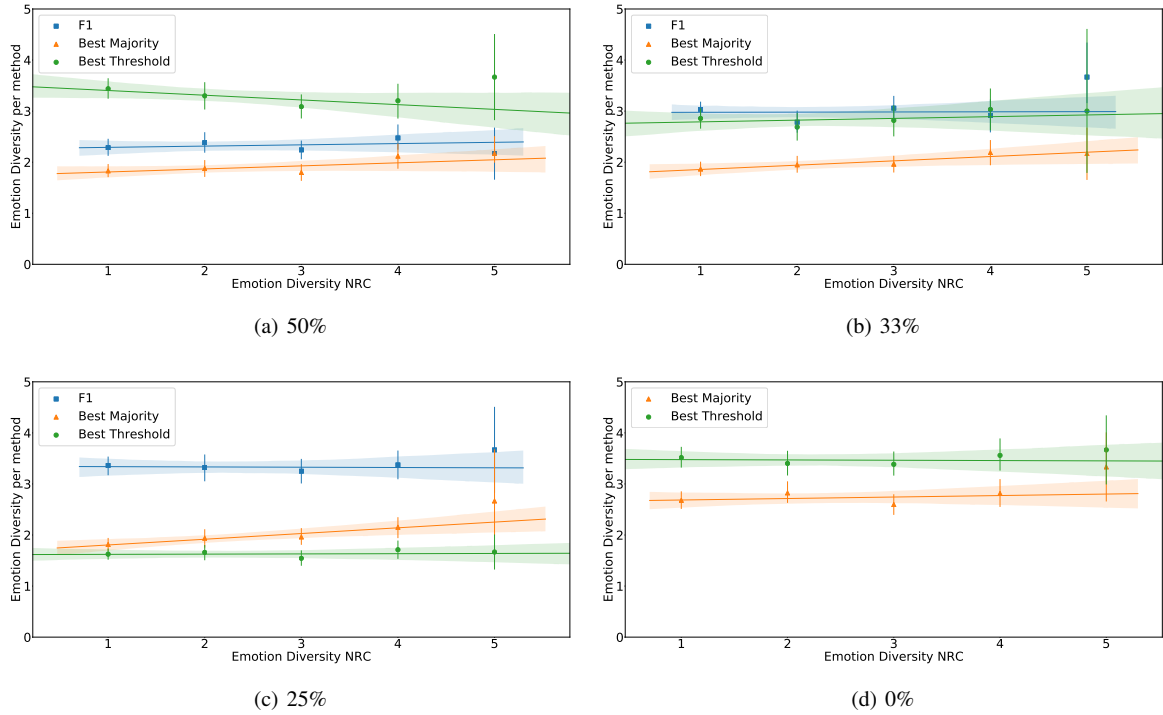 5
4
3
2
1
0
Emotion Diversity per method
F1
Best Majority
Best Threshold
1 2 3 4 5
Emotion Diversity NRC
(a) 50%
5
4
3
2
1
0
Emotion Diversity per method
F1
Best Majority
Best Threshold
1 2 3 4 5
Emotion Diversity NRC
(b) 33%
5
4
3
2
1
0
Emotion Diversity per method
F1
Best Majority
Best Threshold
1 2 3 4 5
Emotion Diversity NRC
(c) 25%
5
4
3
2
1
0
Emotion Diversity per method
Best Majority
Best Threshold
1 2 3 4 5
Emotion Diversity NRC
(d) 0%